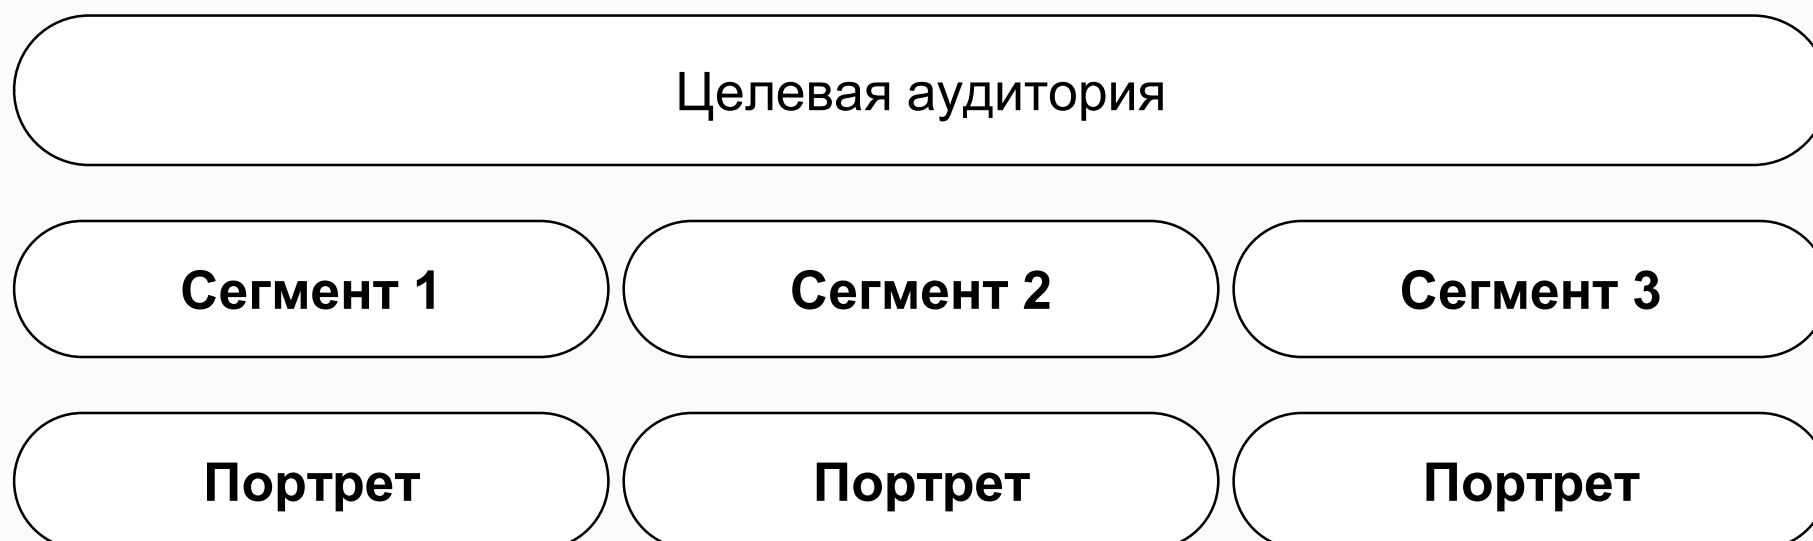 Целевая аудитория
Сегмент 1
Сегмент 2
Сегмент 3
Портрет
Портрет
Портрет